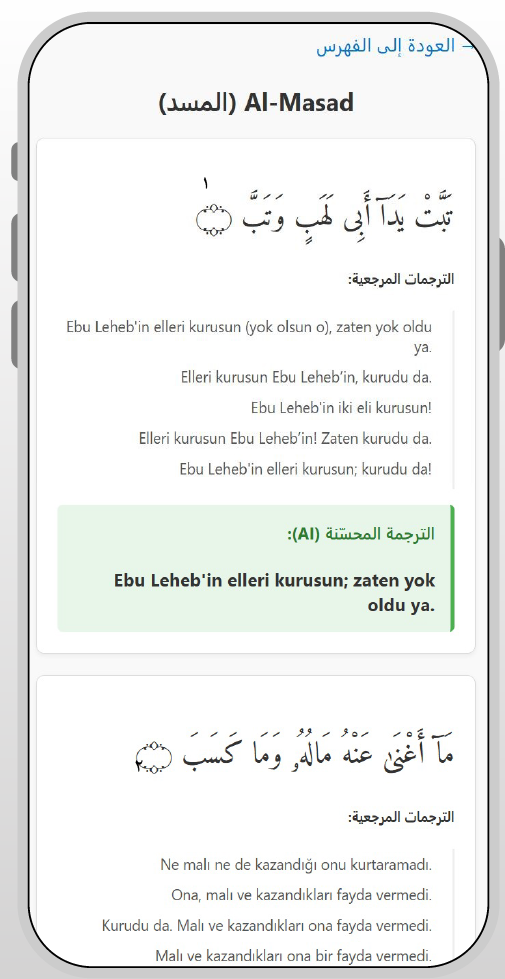 → العودة إلى الفهرس
Al-Masad (المسد)
تَبَّتْ يَدَآ أَبِى لَهَبٍ وَتَبَّ ۝١
الترجمات المرجعية:
Ebu Leheb'in elleri kurusun (yok olsun o), zaten yok oldu
ya.
Elleri kurusun Ebu Leheb’in, kurudu da.
Ebu Leheb'in iki eli kurusun!
Elleri kurusun Ebu Leheb’in! Zaten kurudu da.
Ebu Leheb'in elleri kurusun; kurudu da!
الترجمة المحسّنة (AI):
Ebu Leheb'in elleri kurusun; zaten yok
oldu ya.
مَآ أَغْنَىٰ عَنْهُ مَالُهُۥ وَمَا كَسَبَ ۝٢
الترجمات المرجعية:
Ne malı ne de kazandığı onu kurtaramadı.
Ona, malı ve kazandıkları fayda vermedi.
Kurudu da. Malı ve kazandıkları ona fayda vermedi.
Malı ve kazandıkları ona bir fayda vermedi.